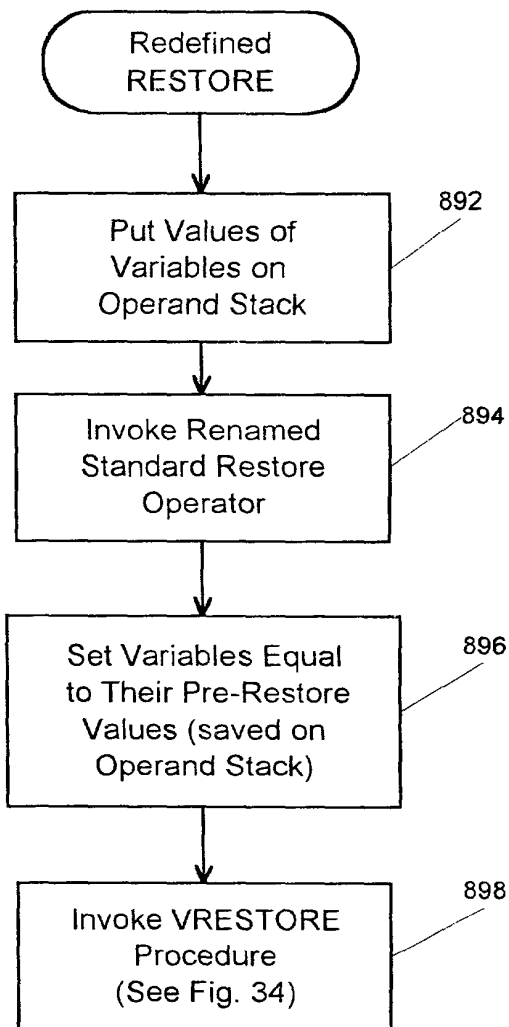 Redefined
RESTORE
892
Put Values of
Variables on
Operand Stack
894
Invoke Renamed
Standard Restore
Operator
896
Set Variables Equal
to Their Pre-Restore
Values (saved on
Operand Stack)
898
Invoke VRESTORE
Procedure
(See Fig. 34)